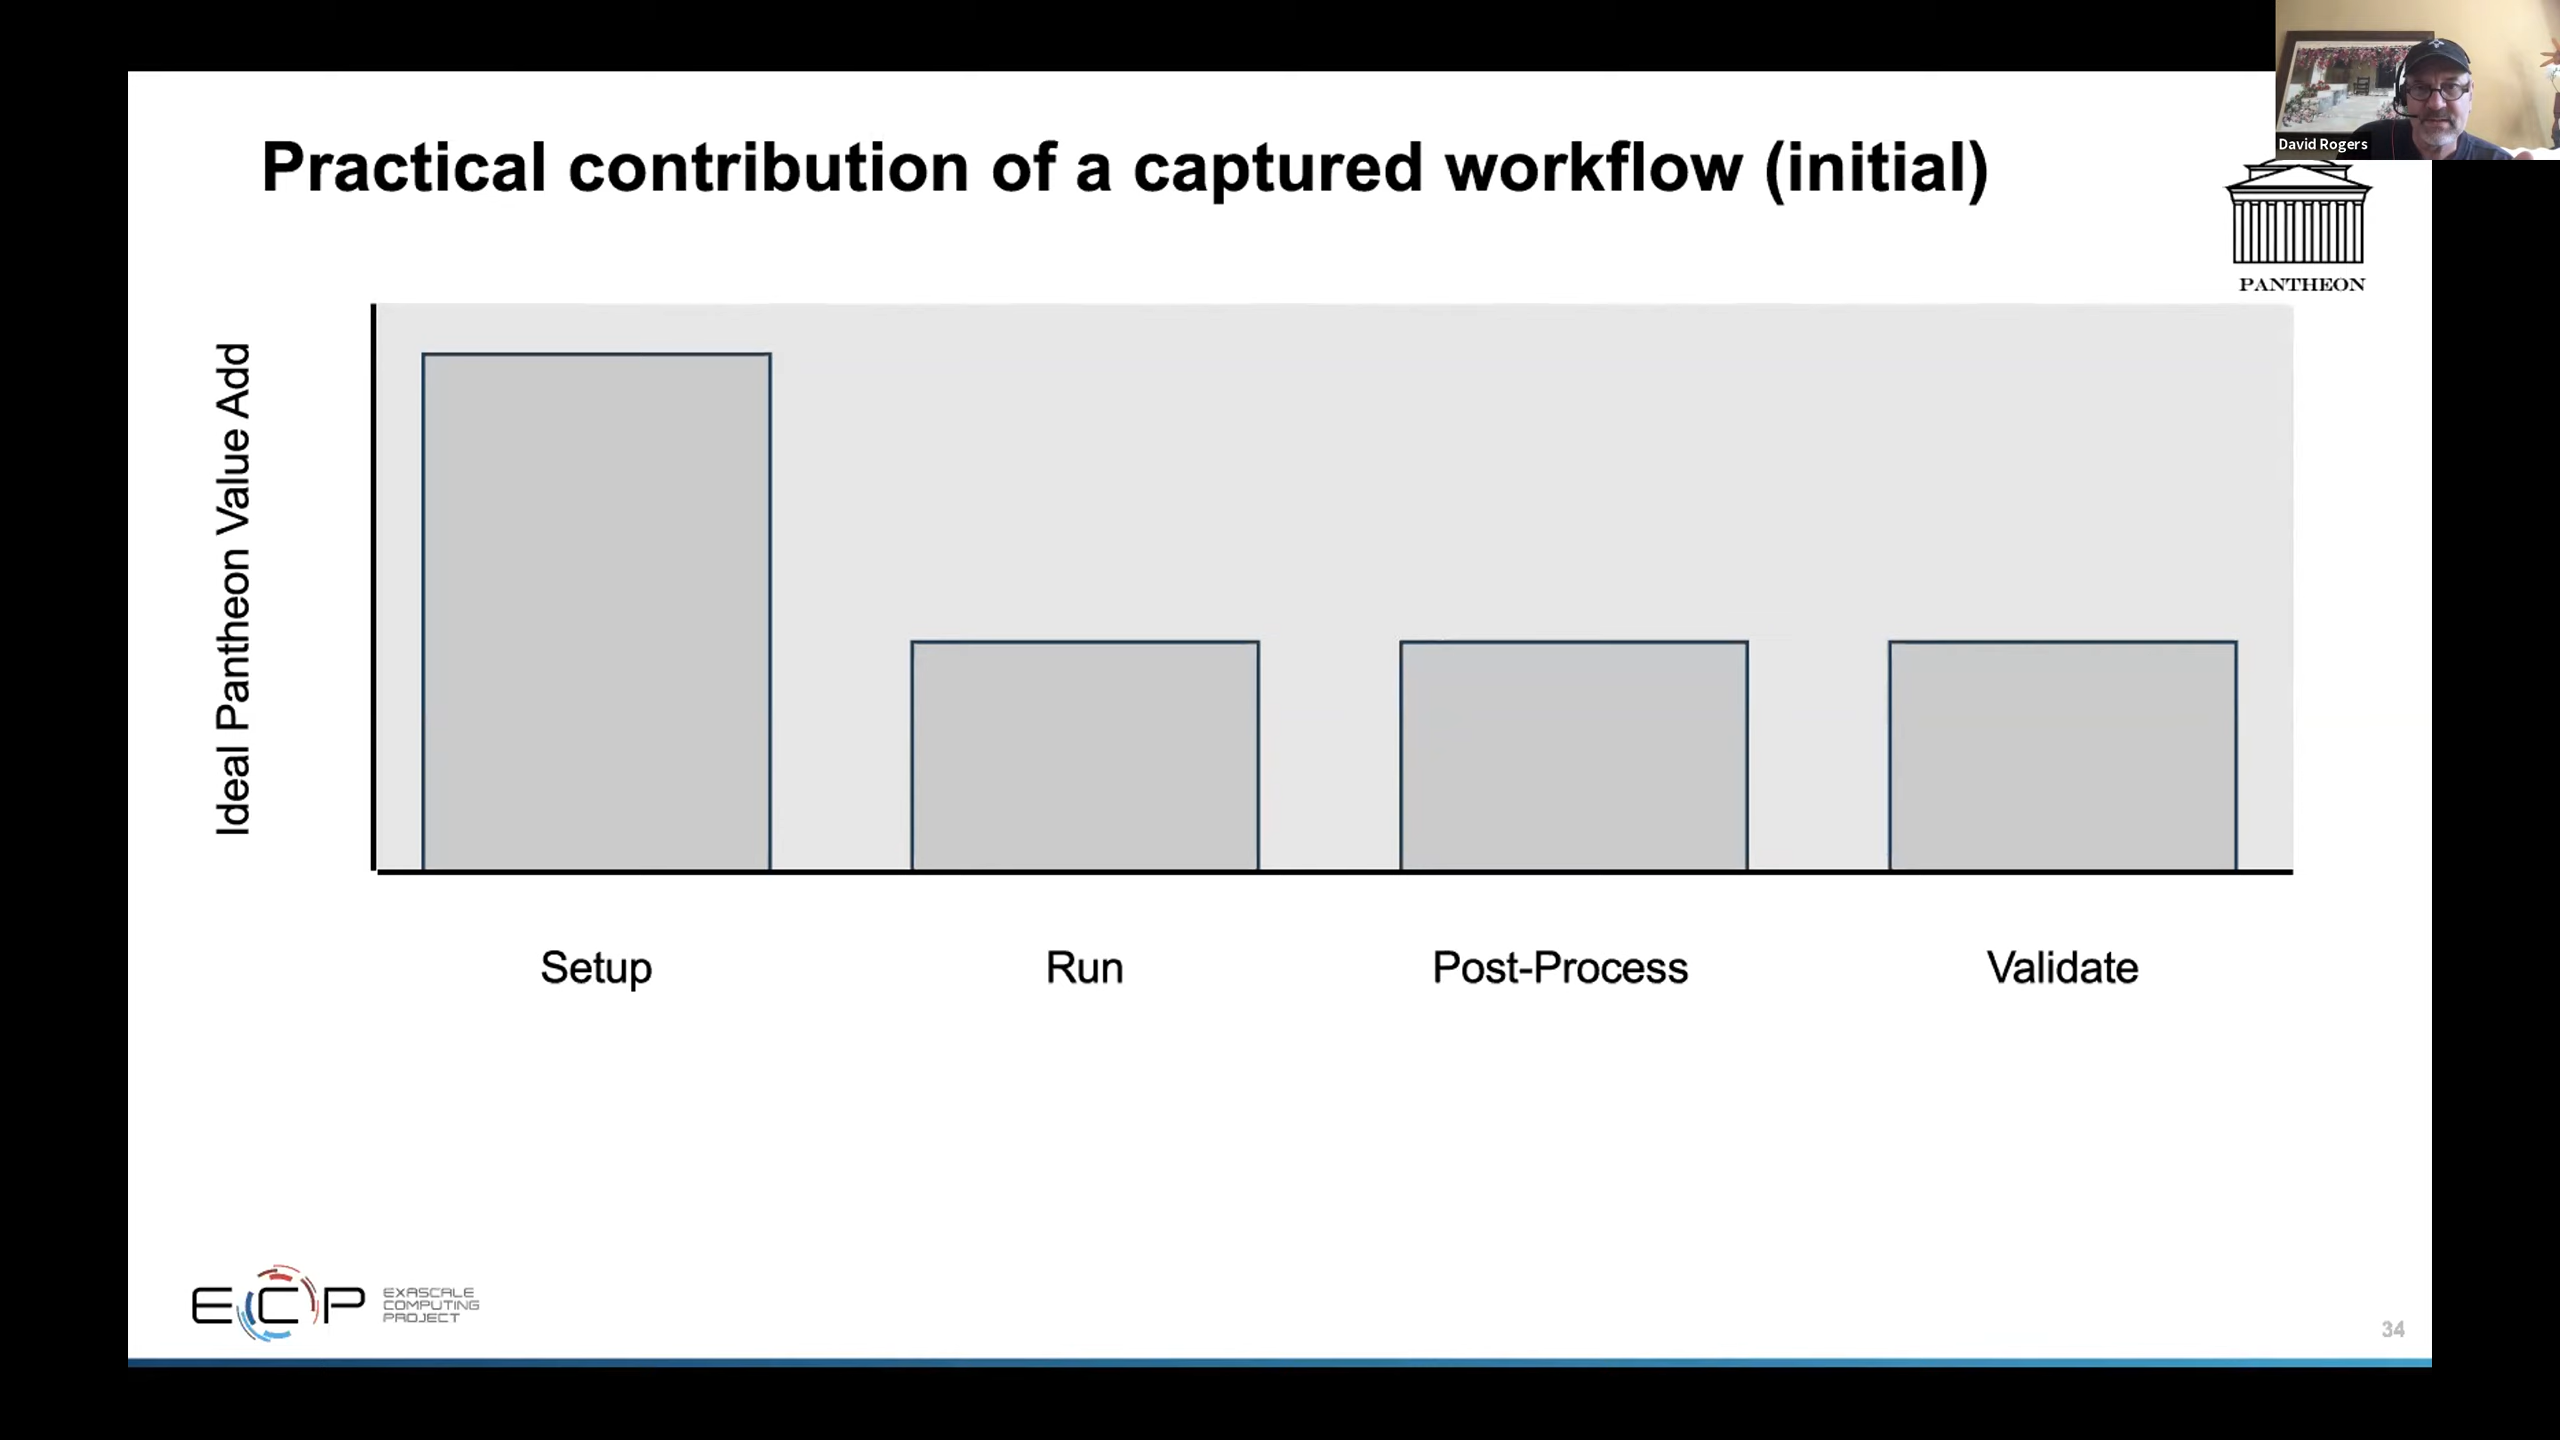 David Rogers
Practical contribution of a captured workflow (initial)
PANTHEON
Ideal Pantheon Value Add
Setup
Run
Post-Process
Validate
ECP
EXASCALE
COMPUTING
PROJECT
34